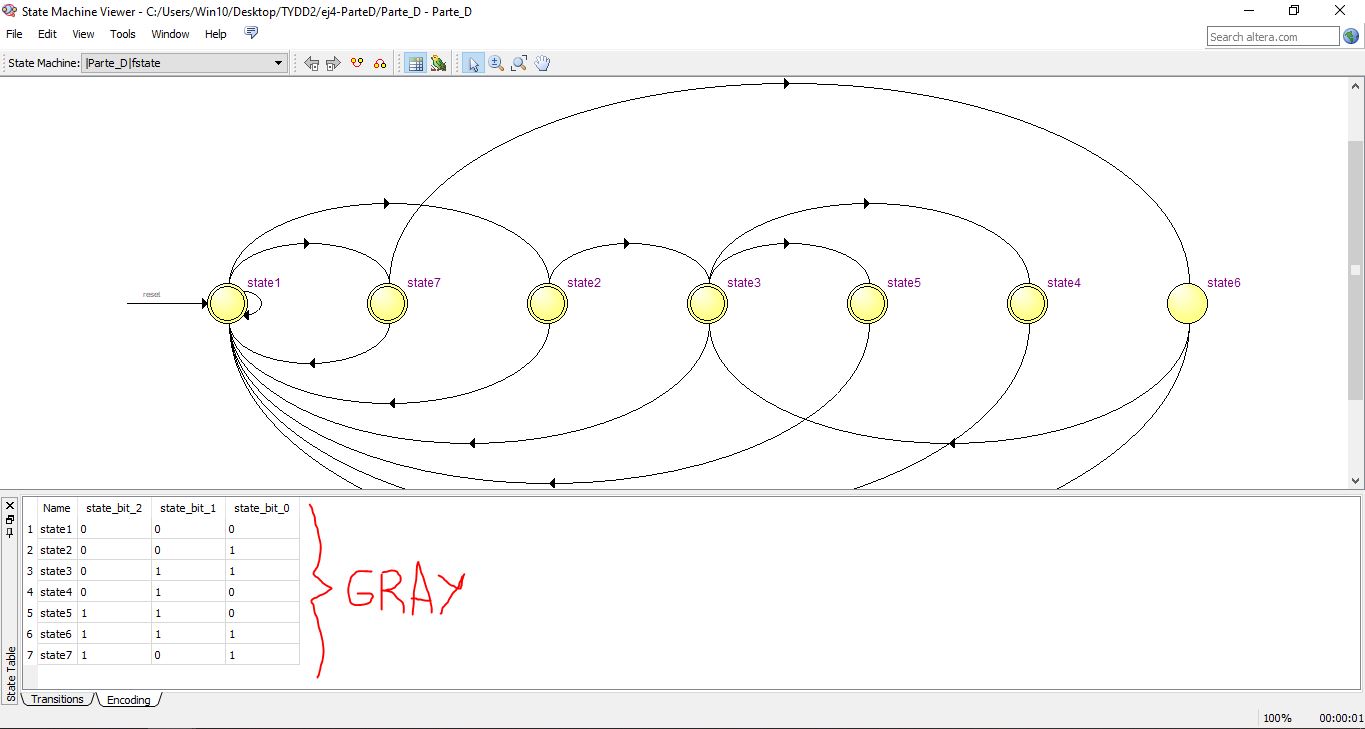 State Machine Viewer - C:/Users/Win10/Desktop/TYDD2/ej4-ParteD/Parte_D - Parte_D
File Edit View Tools Window Help
Search altera.com
State Machine: |Parte_D|fstate
reset
state1 state7 state2 state3 state5 state4 state6
Name state_bit_2 state_bit_1 state_bit_0
1 state1 0 0 0
2 state2 0 0 1
3 state3 0 1 1
4 state4 0 1 0
5 state5 1 1 0
6 state6 1 1 1
7 state7 1 0 1
GRAY
State Table
Transitions Encoding
100% 00:00:01